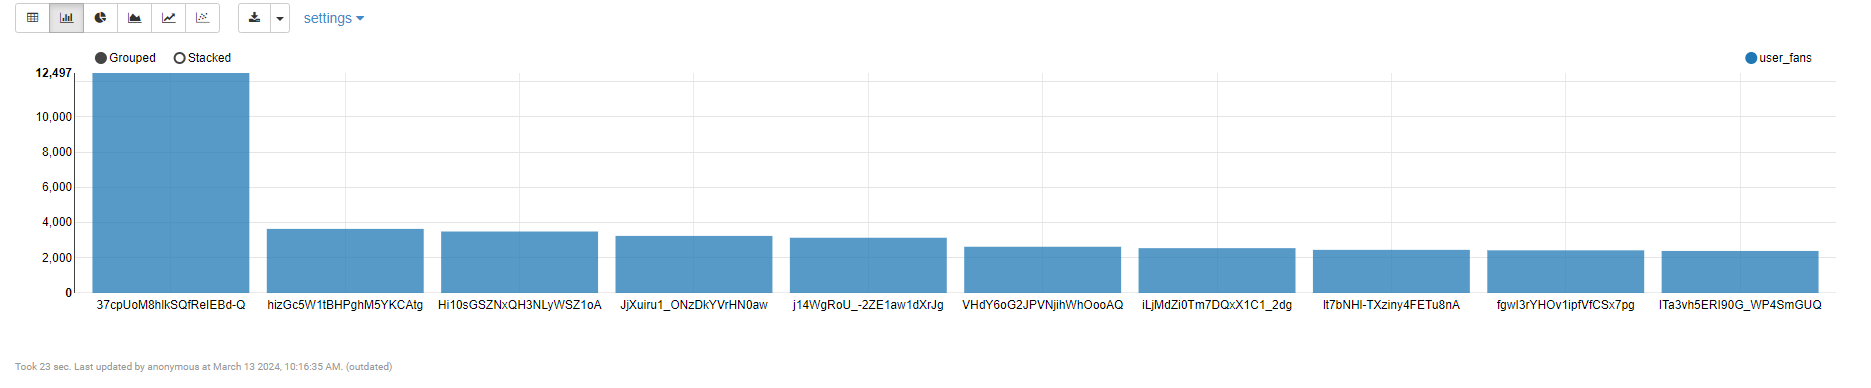 settings
Grouped Stacked user_fans
12,497
10,000
8,000
6,000
4,000
2,000
0
37cpUoM8hlkSQfReIEBd-Q hizGc5W1tBHPghM5YKCAtg Hi10sGSZNxQH3NLyWSZ1oA JjXuiru1_ONzDkYVrHN0aw j14WgRoU_-2ZE1aw1dXrJg VHdY6oG2JPVNjihWhOooAQ iLjMdZi0Tm7DQxX1C1_2dg lt7bNHl-TXziny4FETu8nA fgwI3rYHOv1ipfVfCSx7pg ITa3vh5ERI90G_WP4SmGUQ
Took 23 sec. Last updated by anonymous at March 13 2024, 10:16:35 AM. (outdated)